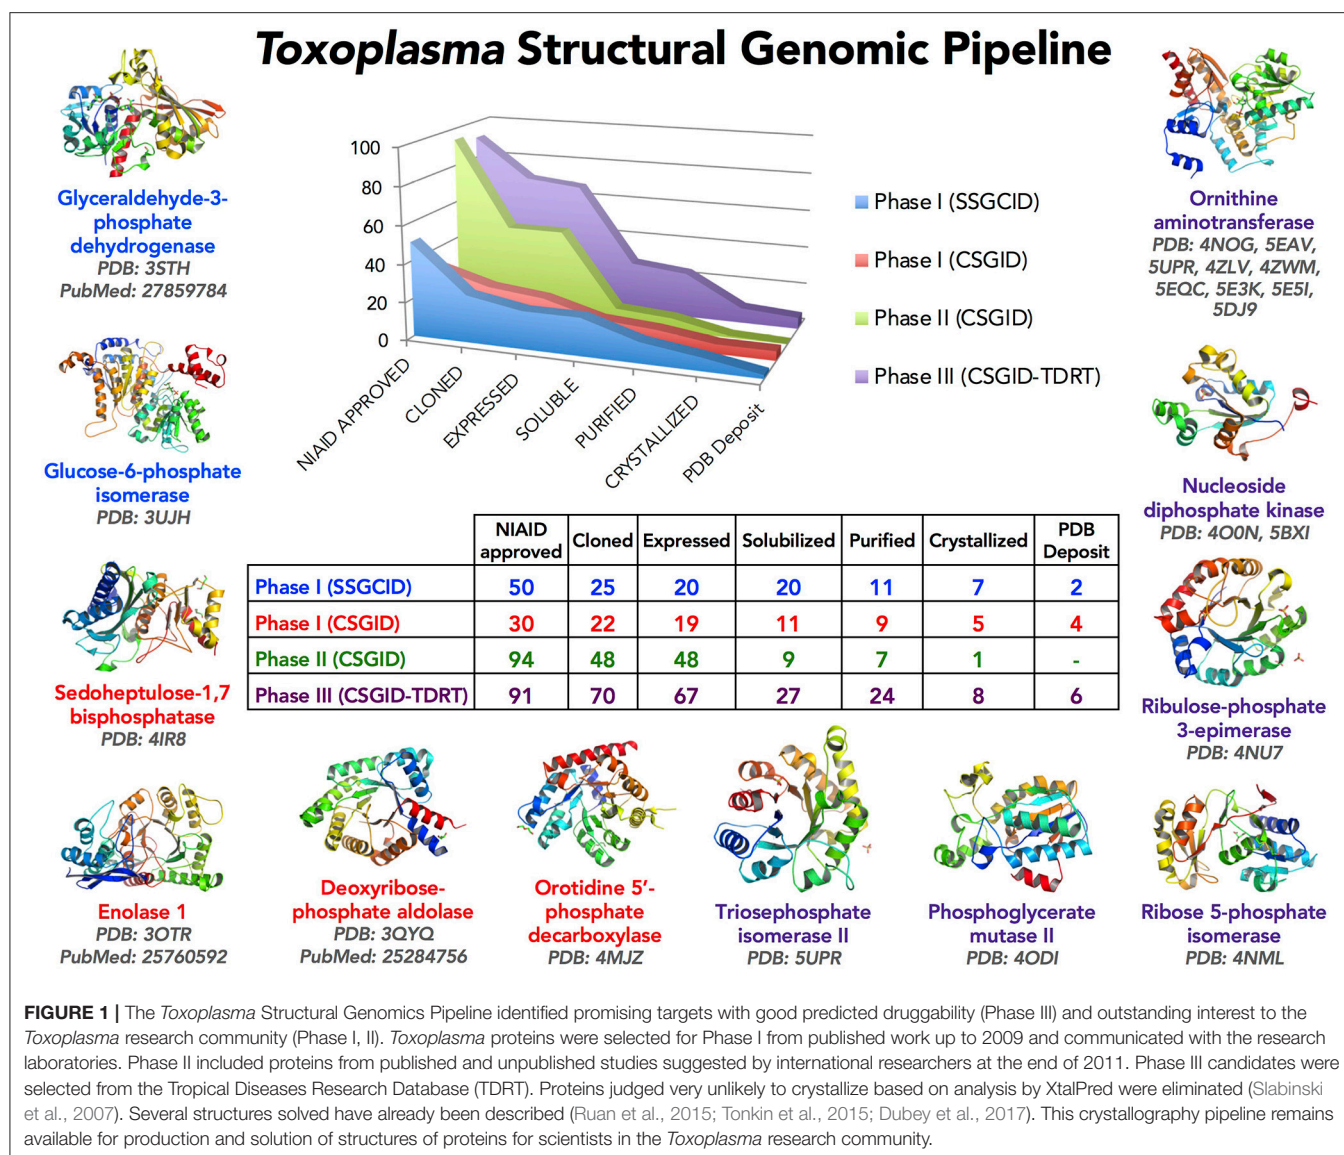 Toxoplasma Structural Genomic Pipeline
Glyceraldehyde-3-
phosphate
dehydrogenase
PDB: 3STH
PubMed: 27859784
Glucose-6-phosphate
isomerase
PDB: 3UJH
Sedoheptulose-1,7
bisphosphatase
PDB: 4IR8
Enolase 1
PDB: 3OTR
PubMed: 25760592
100
80
60
40
20
0
NIAID APPROVED
CLONED
EXPRESSED
SOLUBLE
PURIFIED
CRYSTALLIZED
PDB Deposit
Phase I (SSGCID)
Phase I (CSGID)
Phase II (CSGID)
Phase III (CSGID-TDRT)
Ornithine
aminotransferase
PDB: 4NOG, 5EAV,
5UPR, 4ZLV, 4ZWM,
5EQC, 5E3K, 5E5I,
5DJ9
Nucleoside
diphosphate kinase
PDB: 4O0N, 5BXI
Ribulose-phosphate
3-epimerase
PDB: 4NU7
Ribose 5-phosphate
isomerase
PDB: 4NML
NIAID approved Cloned Expressed Solubilized Purified Crystallized PDB Deposit
Phase I (SSGCID) 50 25 20 20 11 7 2
Phase I (CSGID) 30 22 19 11 9 5 4
Phase II (CSGID) 94 48 48 9 7 1 -
Phase III (CSGID-TDRT) 91 70 67 27 24 8 6
Deoxyribose-
phosphate aldolase
PDB: 3QYQ
PubMed: 25284756
Orotidine 5′-
phosphate
decarboxylase
PDB: 4MJZ
Triosephosphate
isomerase II
PDB: 5UPR
Phosphoglycerate
mutase II
PDB: 4ODI
FIGURE 1 | The Toxoplasma Structural Genomics Pipeline identified promising targets with good predicted druggability (Phase III) and outstanding interest to the
Toxoplasma research community (Phase I, II). Toxoplasma proteins were selected for Phase I from published work up to 2009 and communicated with the research
laboratories. Phase II included proteins from published and unpublished studies suggested by international researchers at the end of 2011. Phase III candidates were
selected from the Tropical Diseases Research Database (TDRT). Proteins judged very unlikely to crystallize based on analysis by XtalPred were eliminated (Slabinski
et al., 2007). Several structures solved have already been described (Ruan et al., 2015; Tonkin et al., 2015; Dubey et al., 2017). This crystallography pipeline remains
available for production and solution of structures of proteins for scientists in the Toxoplasma research community.